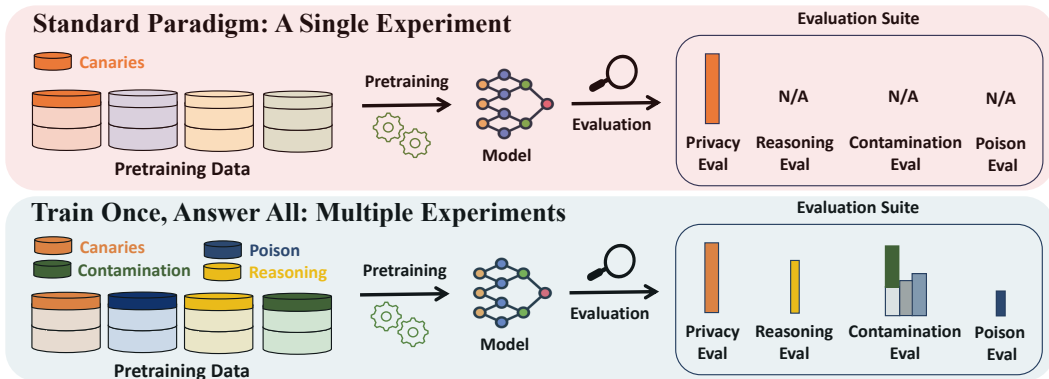 Standard Paradigm: A Single Experiment
Evaluation Suite
Canaries
Pretraining
Evaluation
N/A
N/A
N/A
Pretraining Data
Model
Privacy
Eval
Reasoning
Eval
Contamination
Eval
Poison
Eval
Train Once, Answer All: Multiple Experiments
Evaluation Suite
Canaries
Poison
Contamination
Reasoning
Pretraining
Evaluation
Pretraining Data
Model
Privacy
Eval
Reasoning
Eval
Contamination
Eval
Poison
Eval